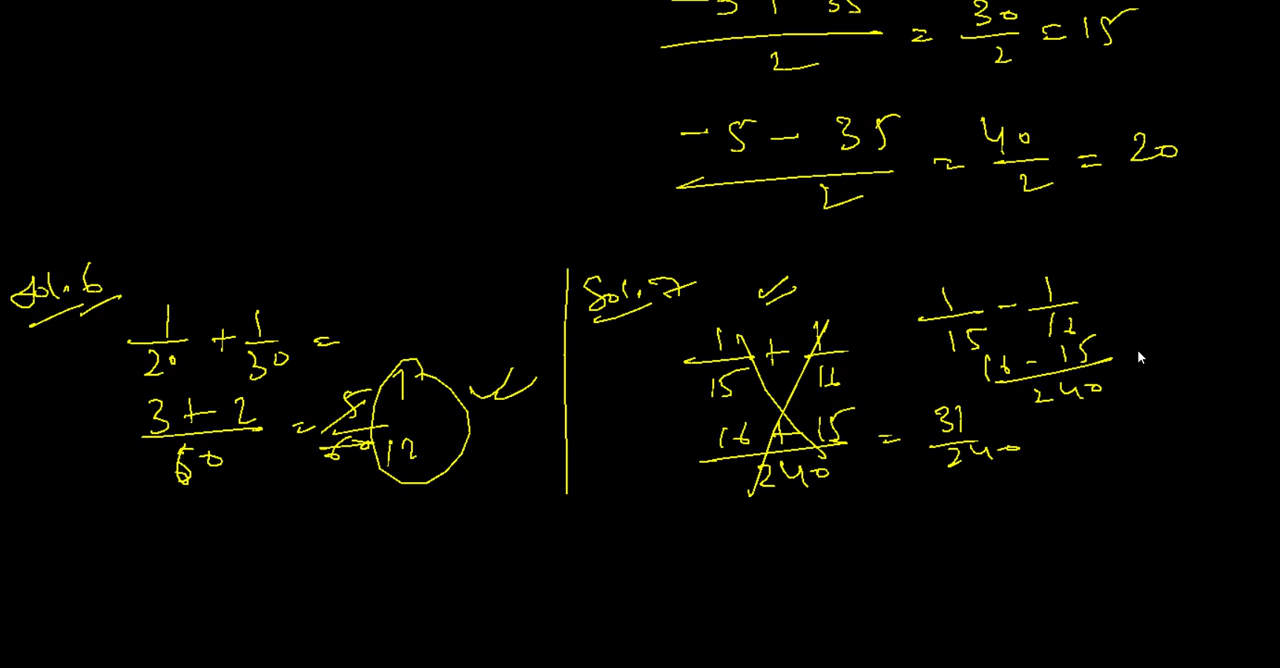 2 = 30/2 = 15
-5 - 35 / 2 = 40/2 = 20
Sol. 6
1/20 + 1/30 =
3+2/60 = 5/60 1/12
Sol. 7
1/15 + 1/16
16+15/240 = 31/240
1/15 - 1/16
16-15/240